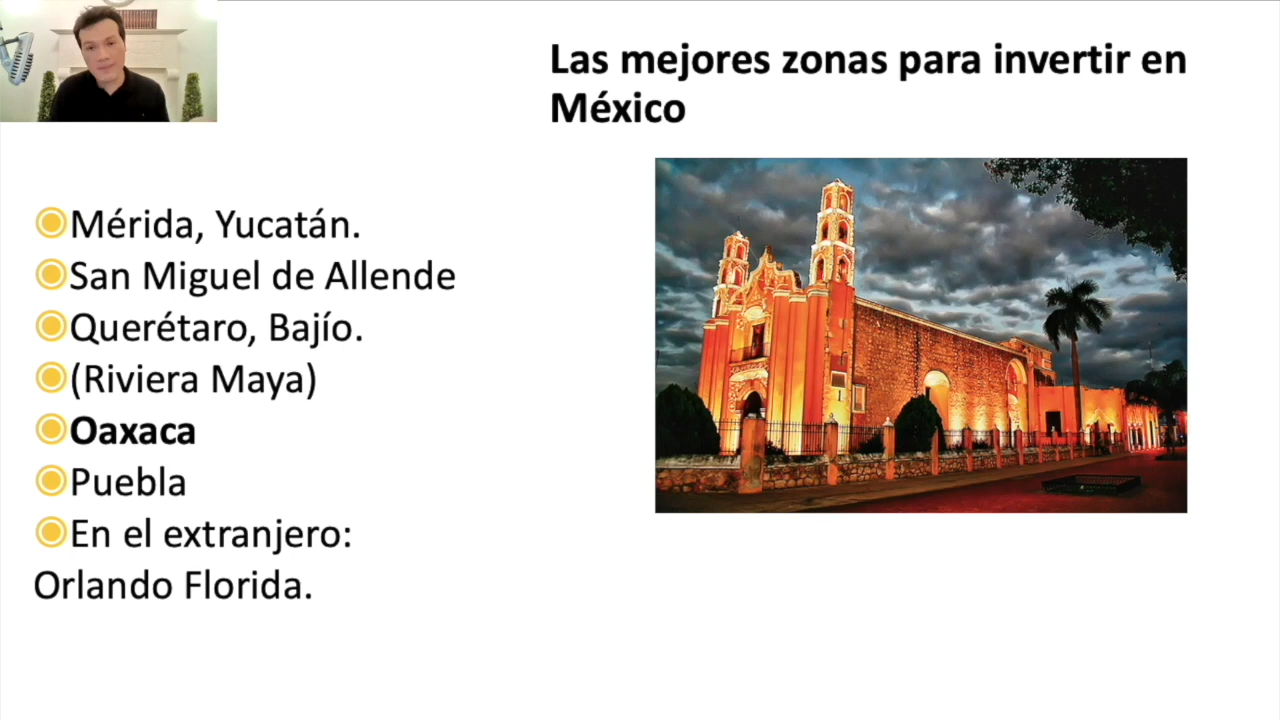 Las mejores zonas para invertir en
México
Mérida, Yucatán.
San Miguel de Allende
Querétaro, Bajío.
(Riviera Maya)
Oaxaca
Puebla
En el extranjero:
Orlando Florida.